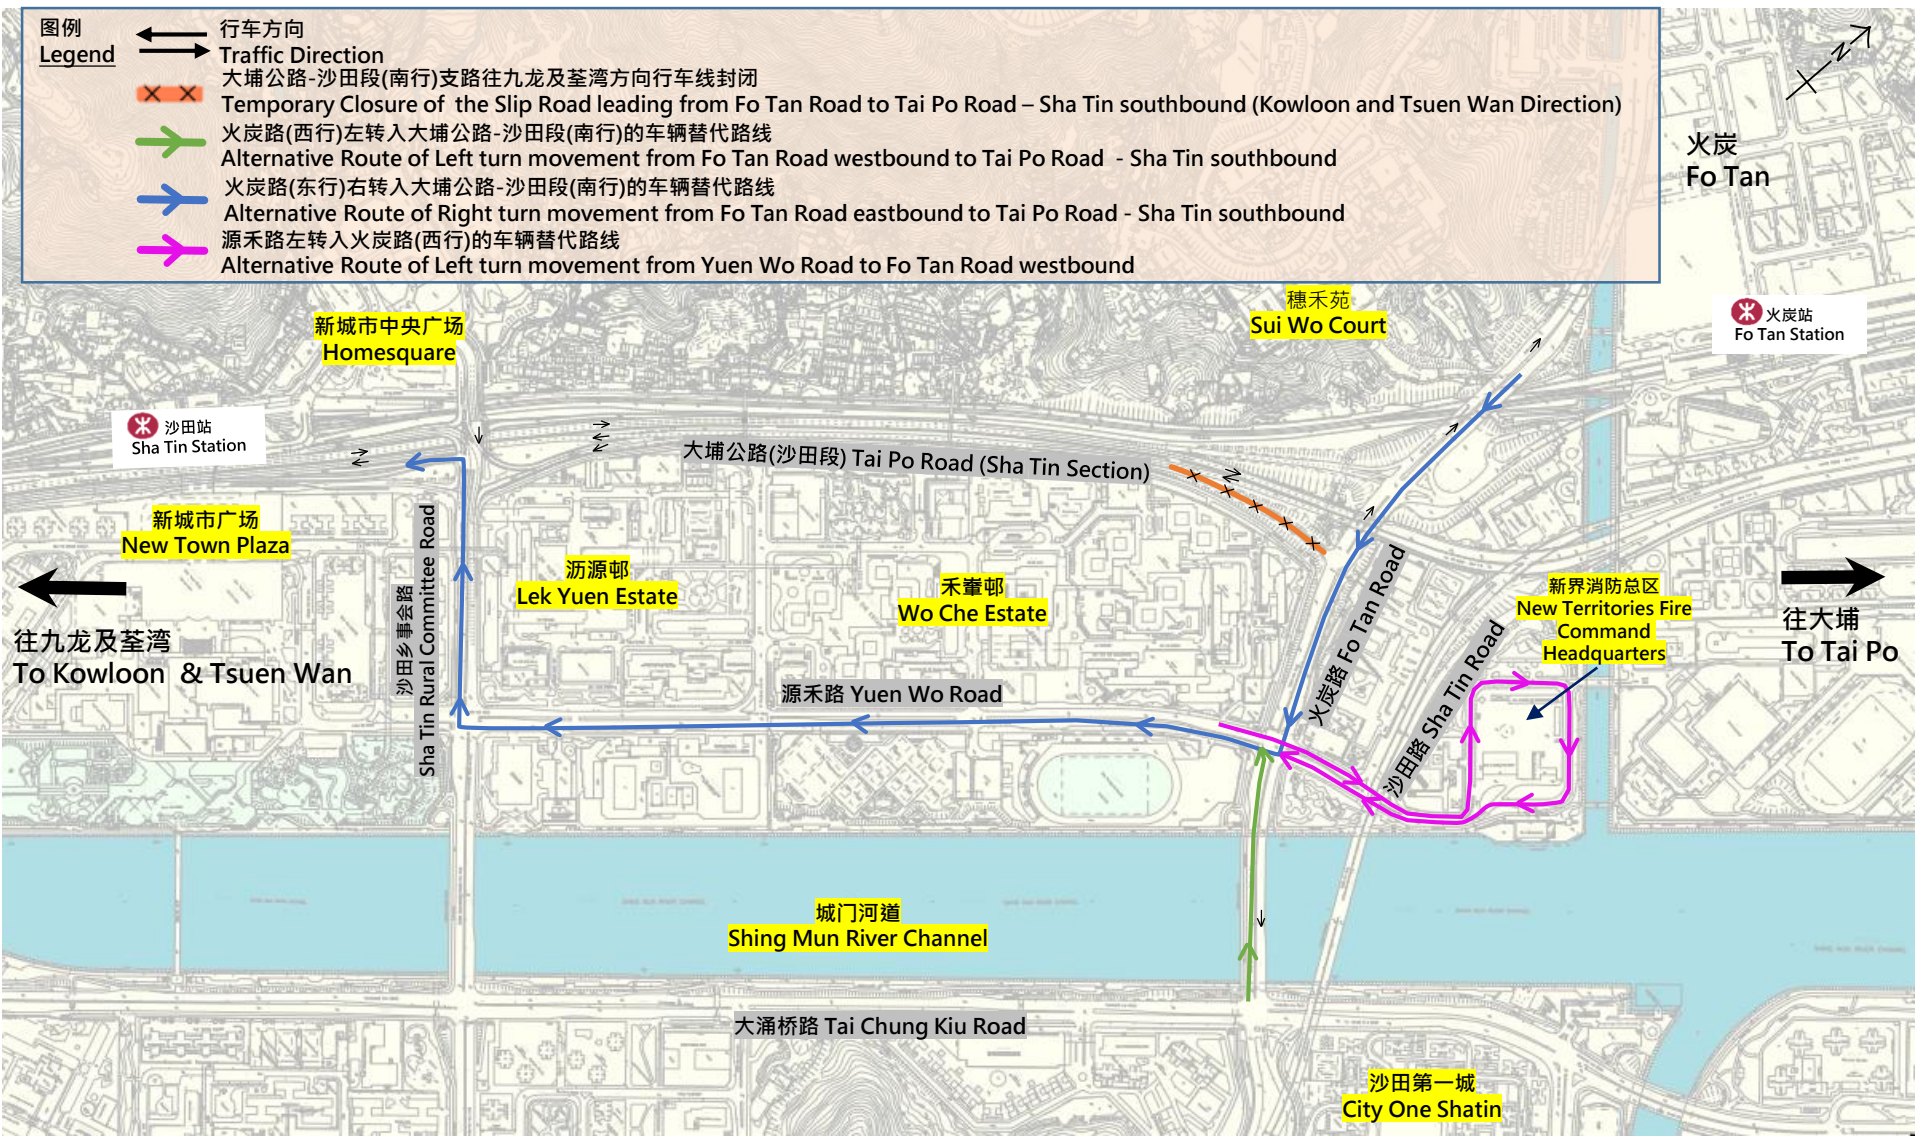 图例
Legend
行车方向
Traffic Direction
大埔公路-沙田段(南行)支路往九龙及荃湾方向行车线封闭
Temporary Closure of the Slip Road leading from Fo Tan Road to Tai Po Road – Sha Tin southbound (Kowloon and Tsuen Wan Direction)
火炭路(西行)左转入大埔公路-沙田段(南行)的车辆替代路线
Alternative Route of Left turn movement from Fo Tan Road westbound to Tai Po Road - Sha Tin southbound
火炭路(东行)右转入大埔公路-沙田段(南行)的车辆替代路线
Alternative Route of Right turn movement from Fo Tan Road eastbound to Tai Po Road - Sha Tin southbound
源禾路左转入火炭路(西行)的车辆替代路线
Alternative Route of Left turn movement from Yuen Wo Road to Fo Tan Road westbound
N
火炭
Fo Tan
穗禾苑
Sui Wo Court
火炭站
Fo Tan Station
新城市中央广场
Homesquare
沙田站
Sha Tin Station
大埔公路(沙田段) Tai Po Road (Sha Tin Section)
新城市广场
New Town Plaza
沙田乡事会路
Sha Tin Rural Committee Road
沥源邨
Lek Yuen Estate
禾輋邨
Wo Che Estate
火炭路 Fo Tan Road
沙田路 Sha Tin Road
新界消防总区
New Territories Fire
Command
Headquarters
往九龙及荃湾
To Kowloon & Tsuen Wan
往大埔
To Tai Po
源禾路 Yuen Wo Road
城门河道
Shing Mun River Channel
大涌桥路 Tai Chung Kiu Road
沙田第一城
City One Shatin